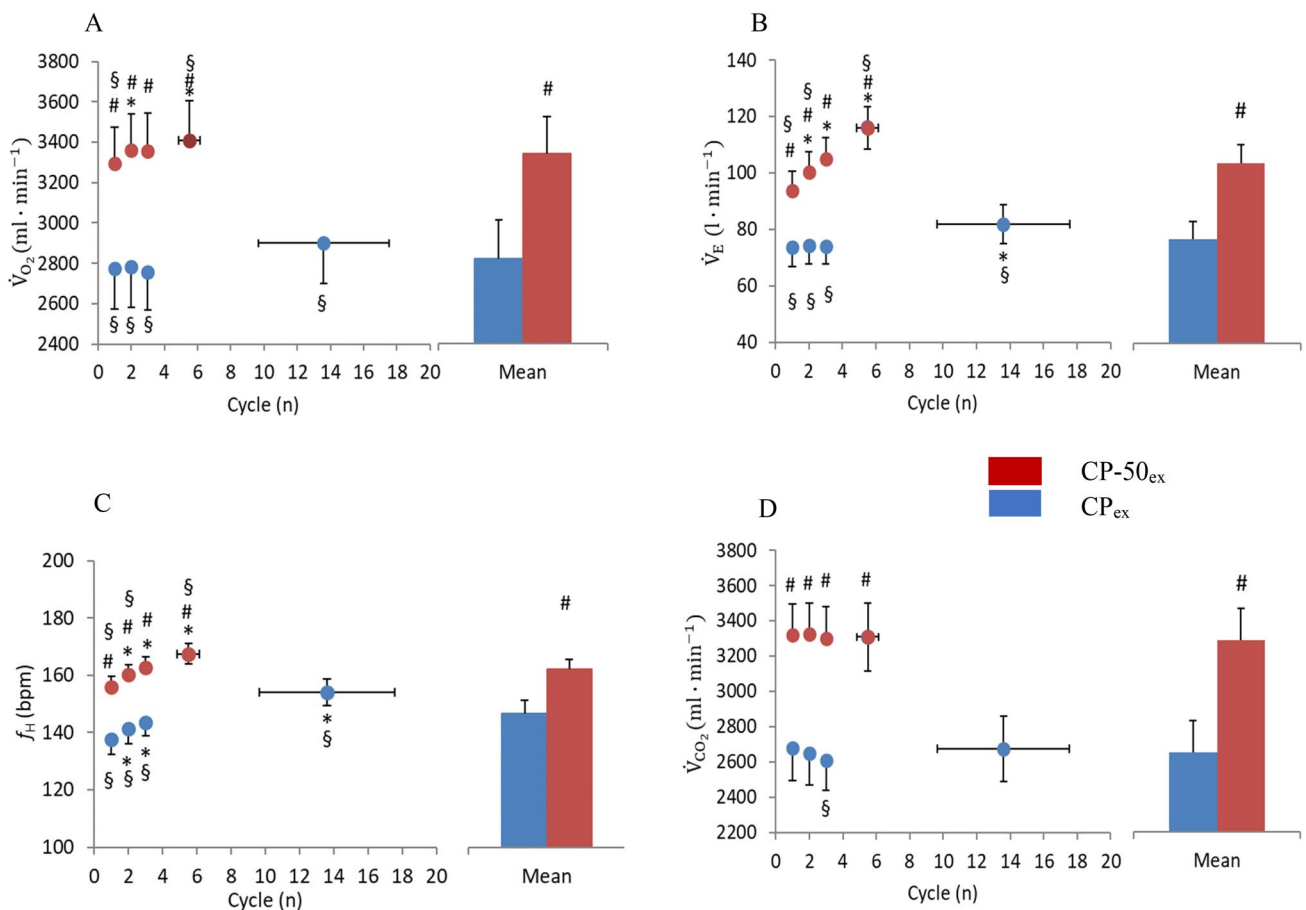 A
V̇O₂ (ml · min⁻¹)
3800
3600
3400
3200
3000
2800
2600
2400
§ # § 
# # # #
* *
§ § § §
#
0 2 4 6 8 10 12 14 16 18 20
Mean
Cycle (n)
B
V̇E (l · min⁻¹)
140
120
100
80
60
40
§ § §
# # # #
* * *
*
§ § § §
#
0 2 4 6 8 10 12 14 16 18 20
Mean
Cycle (n)
CP-50ex
CPex
C
fH (bpm)
200
180
160
140
120
100
§ § §
# # # #
* * *
* * *
§ § § §
#
0 2 4 6 8 10 12 14 16 18 20
Mean
Cycle (n)
D
V̇CO₂ (ml · min⁻¹)
3800
3600
3400
3200
3000
2800
2600
2400
2200
# # # #
§
#
0 2 4 6 8 10 12 14 16 18 20
Mean
Cycle (n)